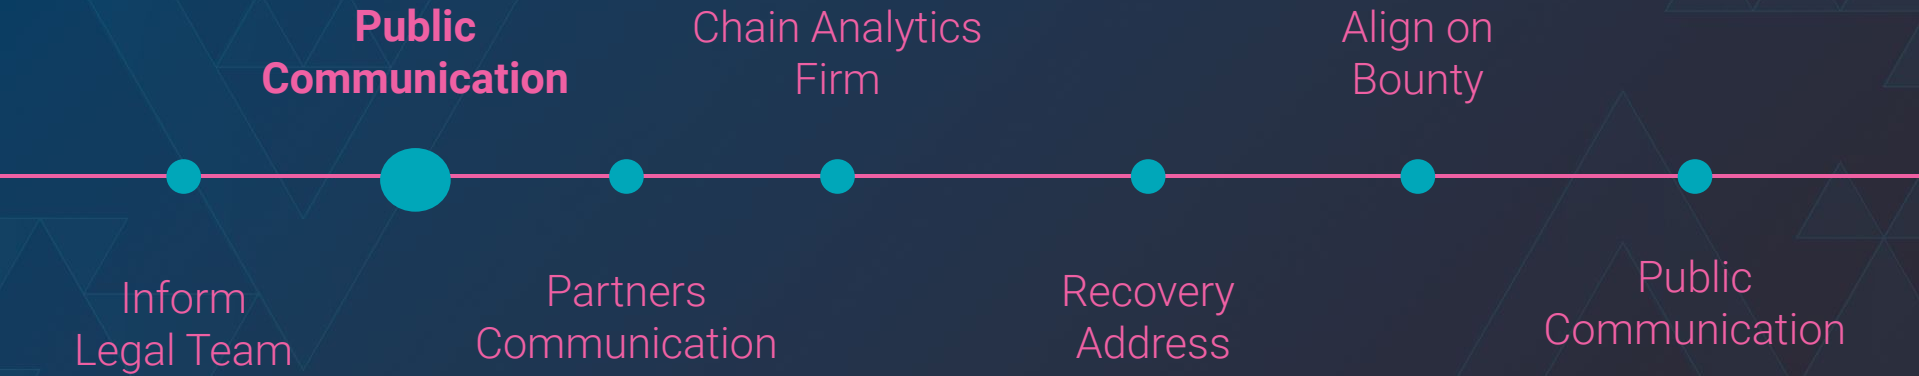 Public
Communication
Chain Analytics
Firm
Align on
Bounty
Inform
Legal Team
Partners
Communication
Recovery
Address
Public
Communication